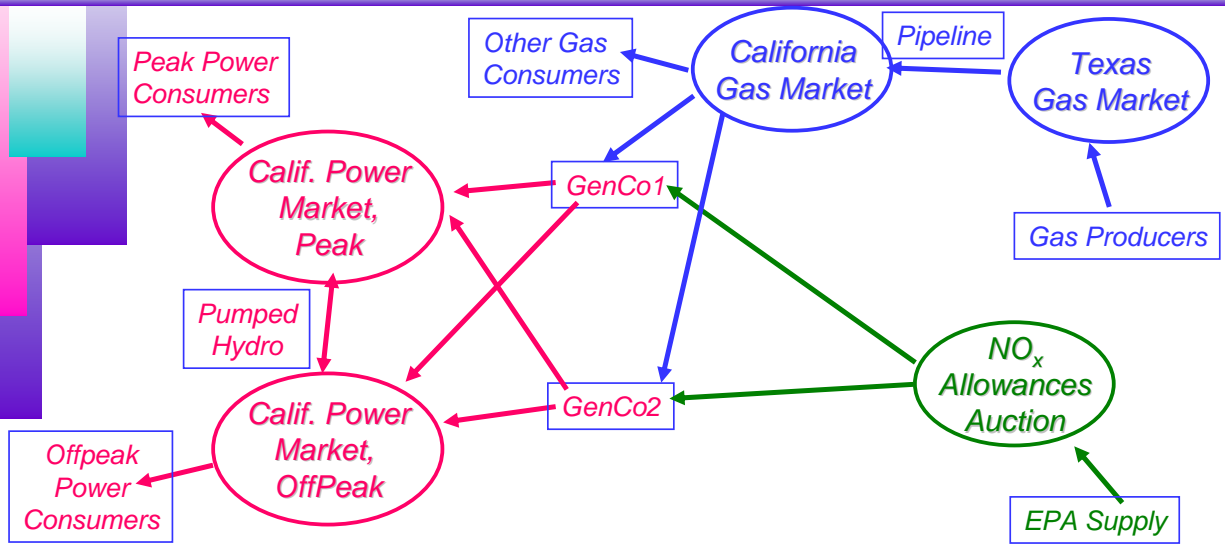 Peak Power
Consumers
Other Gas
Consumers
California
Gas Market
Pipeline
Texas
Gas Market
Calif. Power
Market,
Peak
GenCo1
Gas Producers
Pumped
Hydro
NOx
Allowances
Auction
Calif. Power
Market,
OffPeak
GenCo2
Offpeak
Power
Consumers
EPA Supply